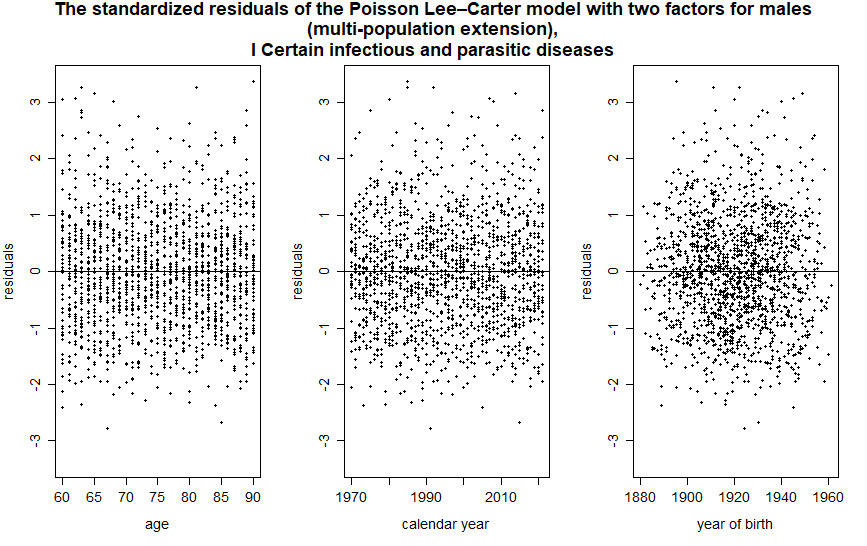 The standardized residuals of the Poisson Lee–Carter model with two factors for males
(multi-population extension),
I Certain infectious and parasitic diseases
residuals
3
2
1
0
-1
-2
-3
60 65 70 75 80 85 90
age
residuals
3
2
1
0
-1
-2
-3
1970 1990 2010
calendar year
residuals
3
2
1
0
-1
-2
-3
1880 1900 1920 1940 1960
year of birth